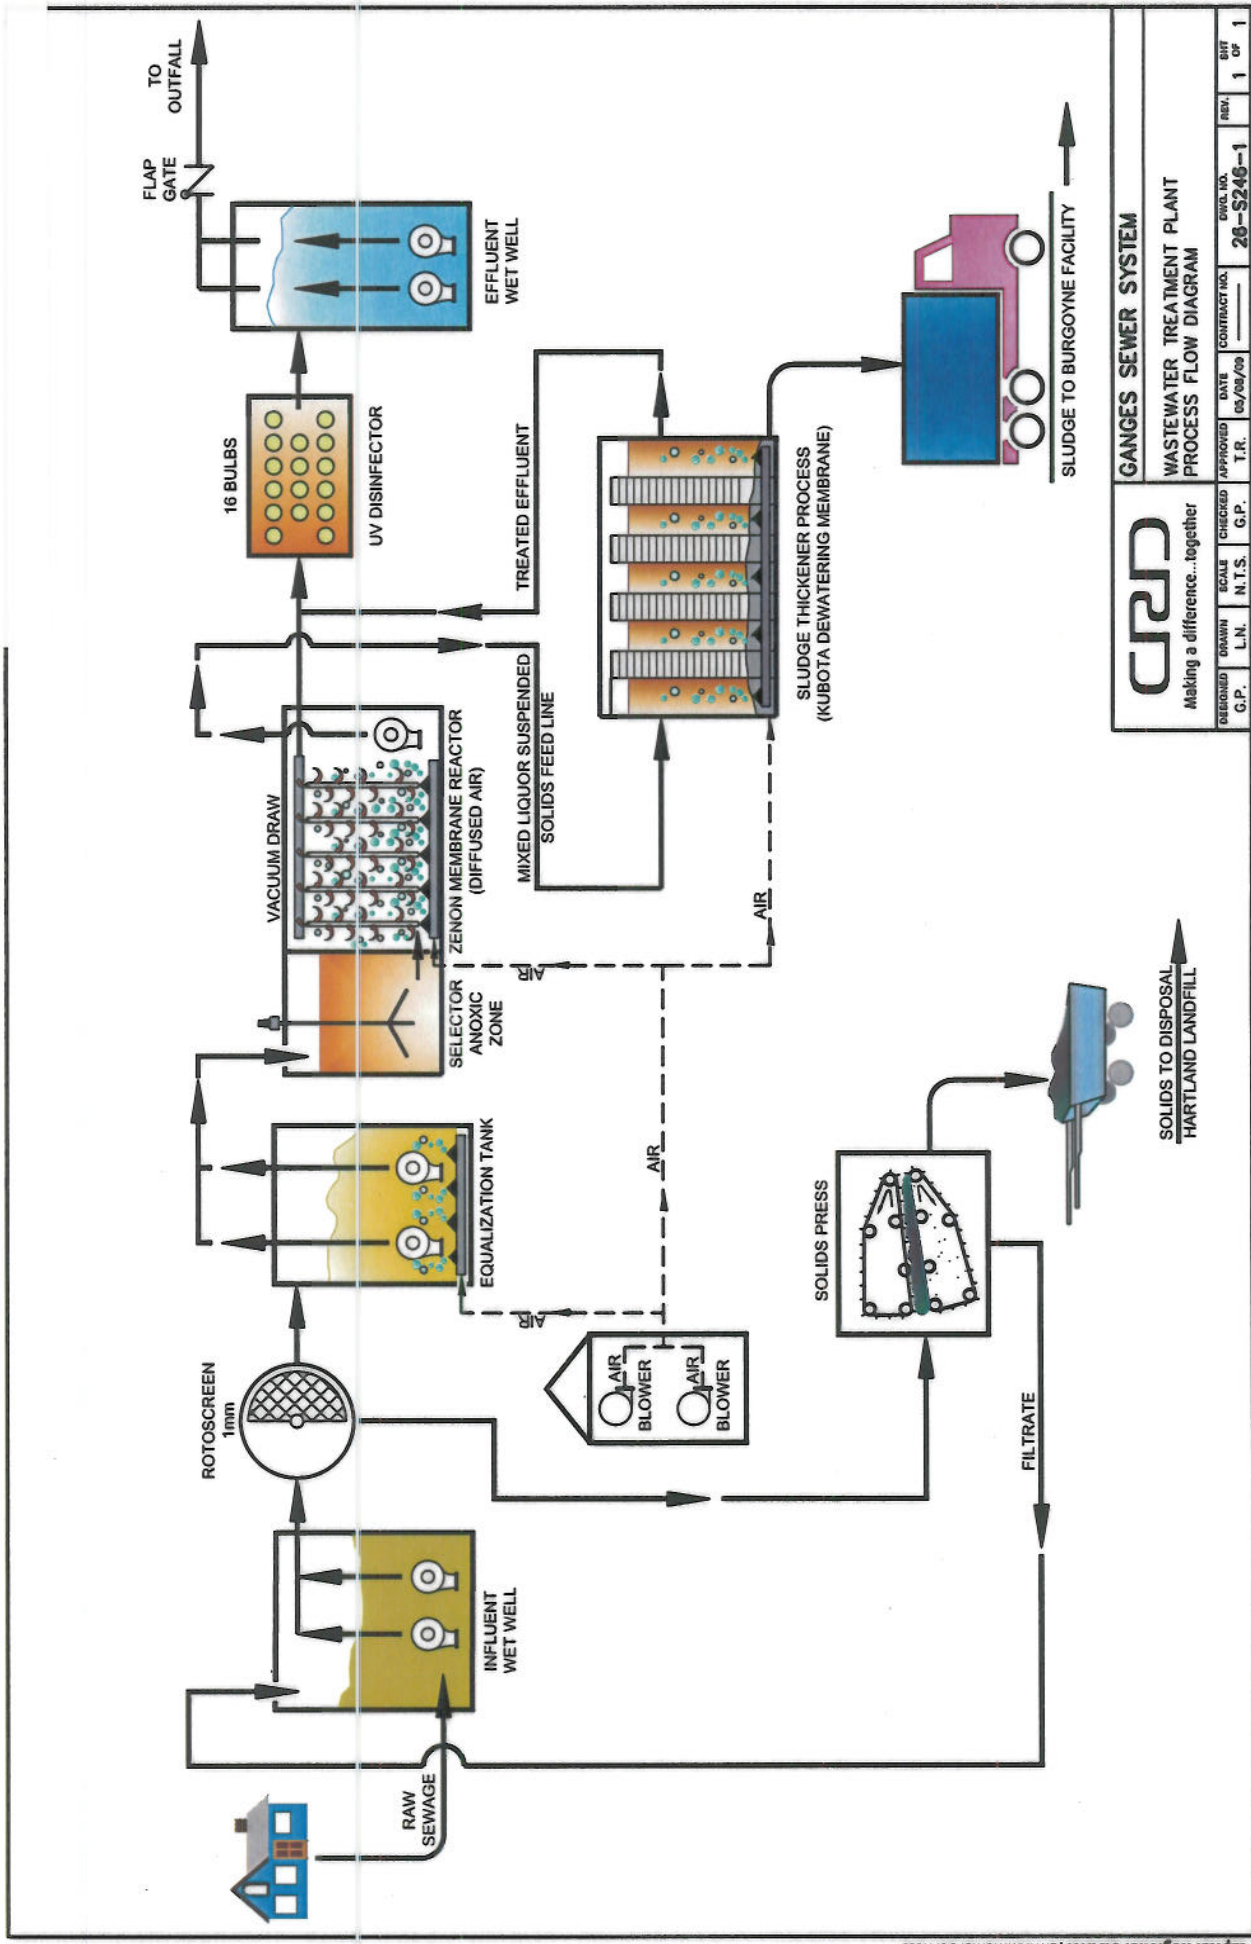 TO
OUTFALL
FLAP
GATE
EFFLUENT
WET WELL
16 BULBS
UV DISINFECTOR
TREATED EFFLUENT
VACUUM DRAW
ZENON MEMBRANE REACTOR
(DIFFUSED AIR)
MIXED LIQUOR SUSPENDED
SOLIDS FEED LINE
SELECTOR
ANOXIC
ZONE
EQUALIZATION TANK
ROTOSCREEN
1mm
INFLUENT
WET WELL
RAW
SEWAGE
AIR
AIR
AIR
AIR
AIR
BLOWER
AIR
BLOWER
SLUDGE THICKENER PROCESS
(KUBOTA DEWATERING MEMBRANE)
SLUDGE TO BURGOYNE FACILITY
SOLIDS PRESS
FILTRATE
SOLIDS TO DISPOSAL
HARTLAND LANDFILL
CRD
Making a difference...together
GANGES SEWER SYSTEM
WASTEWATER TREATMENT PLANT
PROCESS FLOW DIAGRAM
DESIGNED
G.P.
DRAWN
L.N.
SCALE
N.T.S.
CHECKED
G.P.
APPROVED
T.R.
DATE
05/08/09
CONTRACT NO.
DWG. NO.
26-S246-1
REV.
SHT
1 OF 1